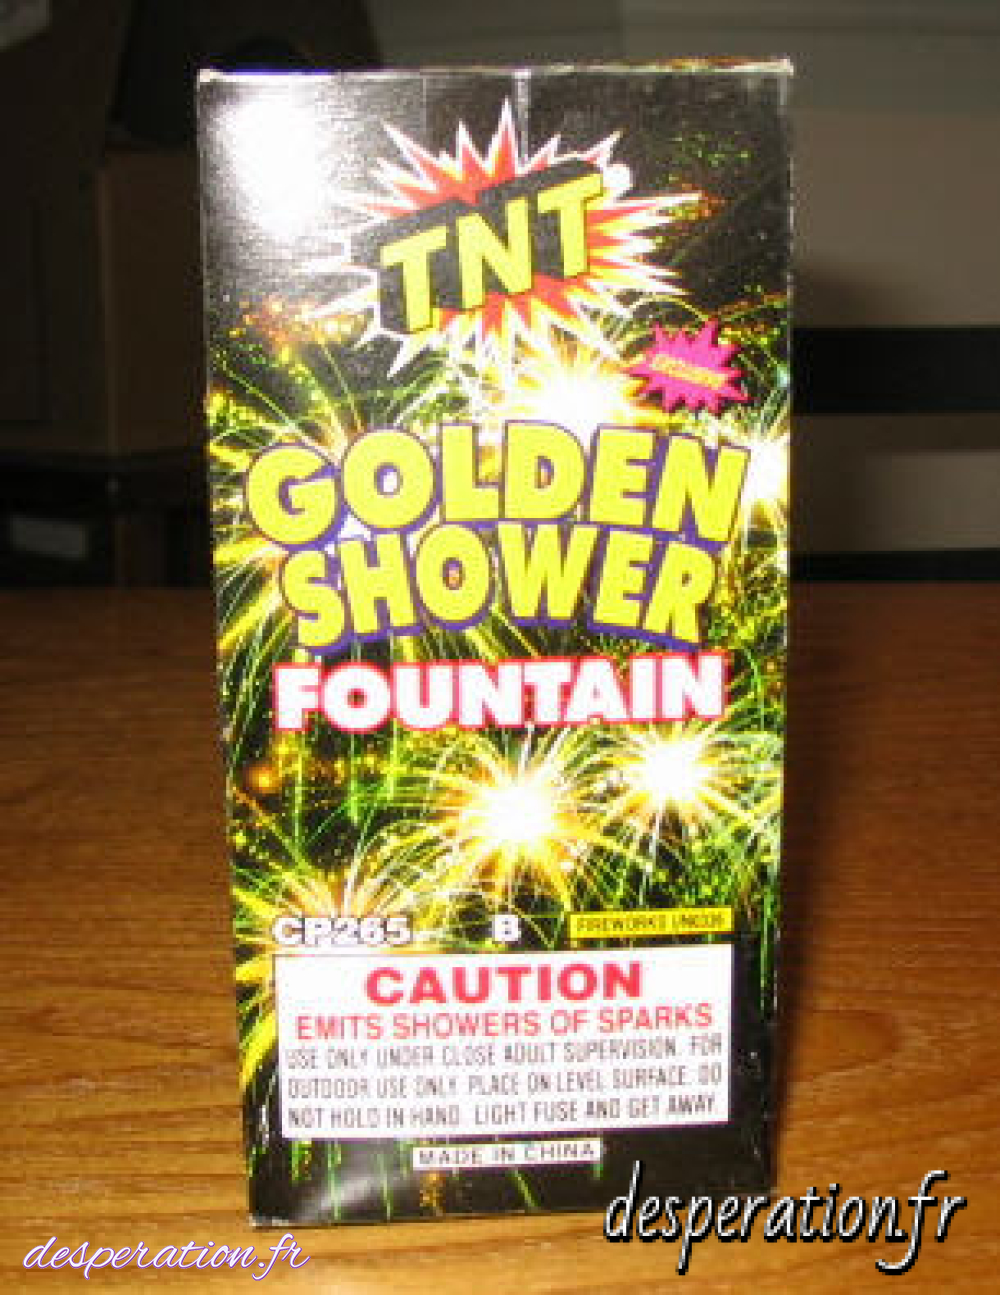 TNT
EXCLUSIVE
GOLDEN
SHOWER
FOUNTAIN
CP265 B FIREWORKS UN0336
CAUTION
EMITS SHOWERS OF SPARKS
USE ONLY UNDER CLOSE ADULT SUPERVISION. FOR
OUTDOOR USE ONLY. PLACE ON LEVEL SURFACE. DO
NOT HOLD IN HAND. LIGHT FUSE AND GET AWAY.
MADE IN CHINA
desperation.fr
desperation.fr